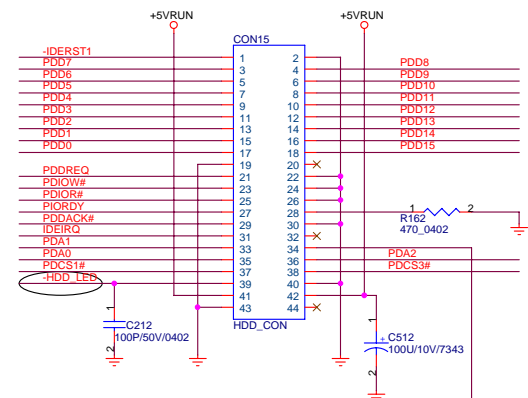 +5VRUN
+5VRUN
CON15
-IDERST1 1 2
PDD7 3 4 PDD8
PDD6 5 6 PDD9
PDD5 7 8 PDD10
PDD4 9 10 PDD11
PDD3 11 12 PDD12
PDD2 13 14 PDD13
PDD1 15 16 PDD14
PDD0 17 18 PDD15
19 20
PDDREQ 21 22
PDIOW# 23 24
PDIOR# 25 26
PIORDY 27 28 1 2
R162
470_0402
PDDACK# 29 30
IDEIRQ 31 32
PDA1 33 34
PDA0 35 36 PDA2
PDCS1# 37 38 PDCS3#
-HDD_LED 39 40
41 42
43 44
HDD_CON
1
C212
100P/50V/0402
2
1
+
C512
100U/10V/7343
2